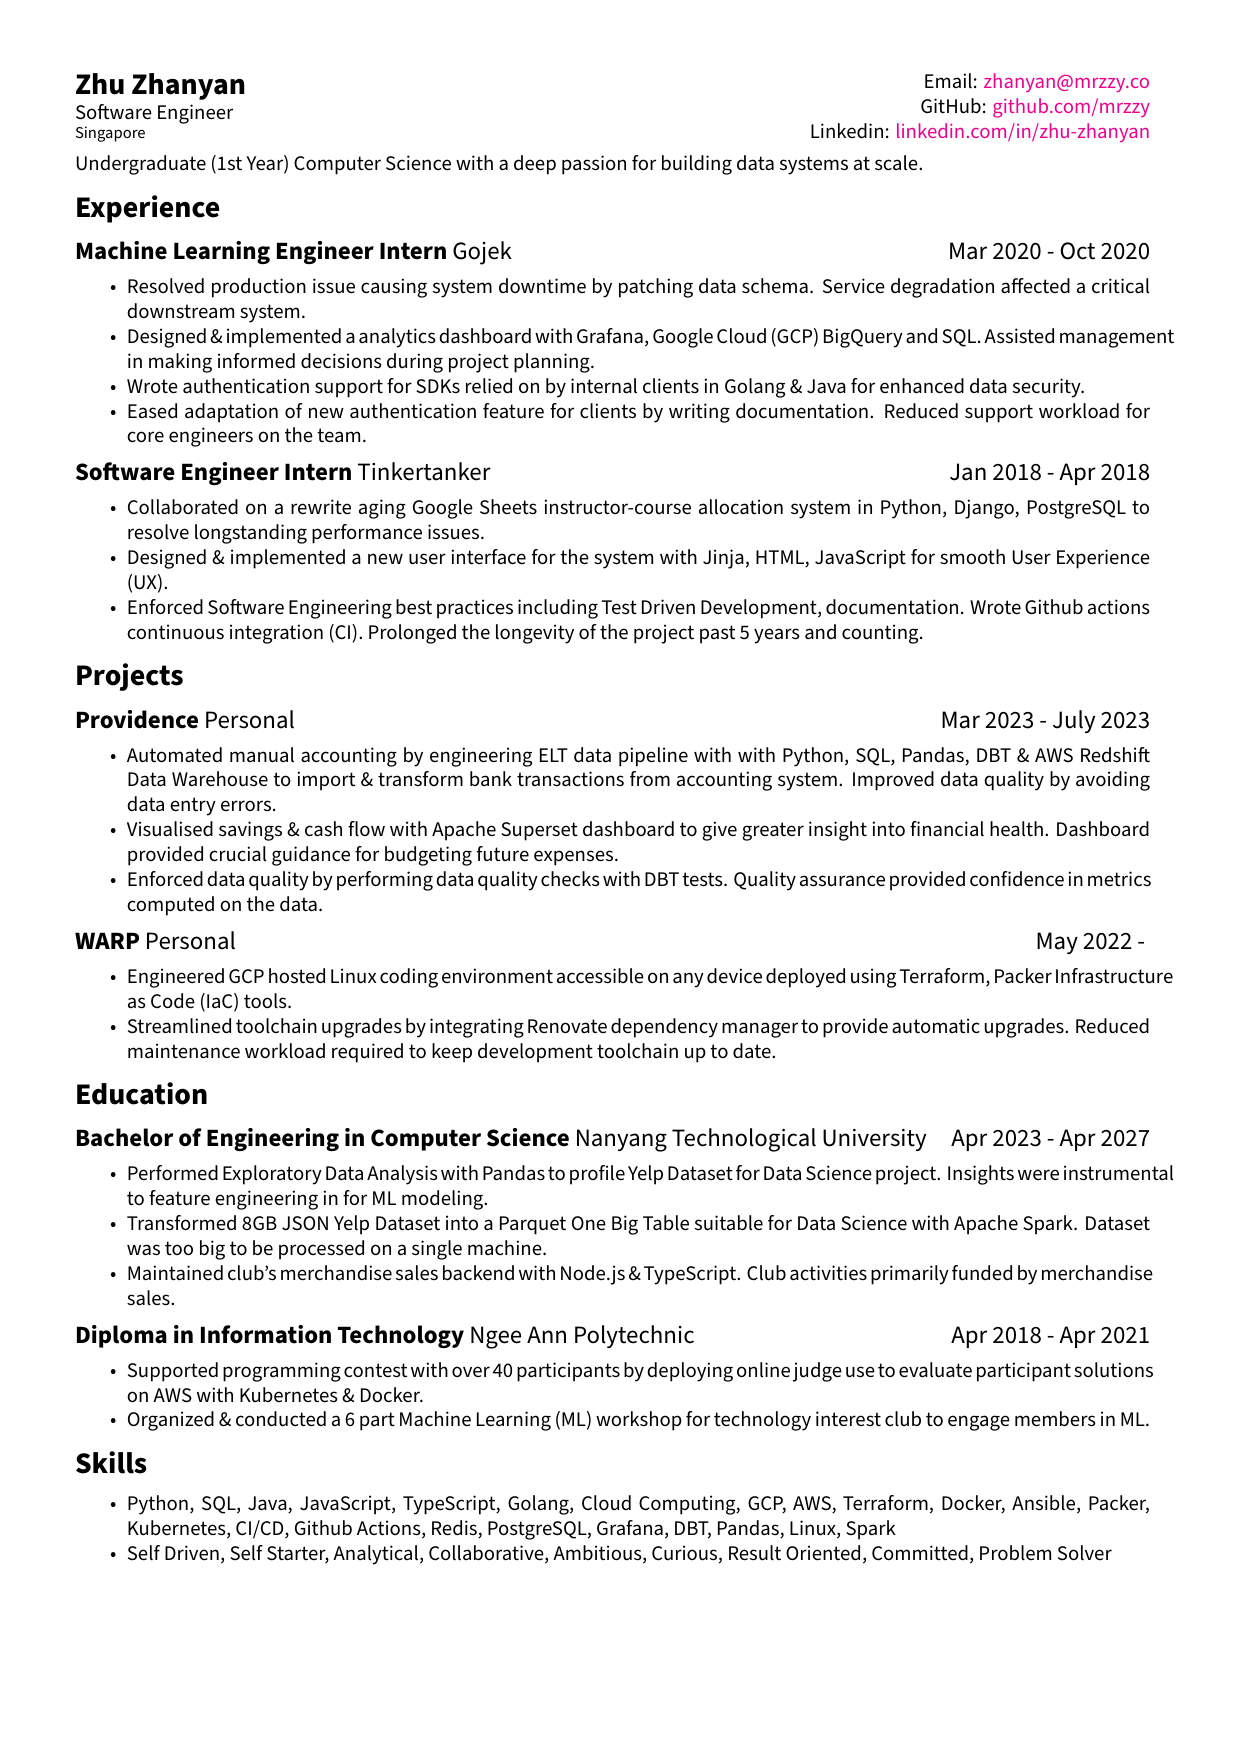 Zhu Zhanyan
Software Engineer
Singapore
Email: zhanyan@mrzzy.co
GitHub: github.com/mrzzy
Linkedin: linkedin.com/in/zhu-zhanyan
Undergraduate (1st Year) Computer Science with a deep passion for building data systems at scale.
Experience
Machine Learning Engineer Intern Gojek Mar 2020 - Oct 2020
• Resolved production issue causing system downtime by patching data schema. Service degradation affected a critical
downstream system.
• Designed & implemented a analytics dashboard with Grafana, Google Cloud (GCP) BigQuery and SQL. Assisted management
in making informed decisions during project planning.
• Wrote authentication support for SDKs relied on by internal clients in Golang & Java for enhanced data security.
• Eased adaptation of new authentication feature for clients by writing documentation. Reduced support workload for
core engineers on the team.
Software Engineer Intern Tinkertanker Jan 2018 - Apr 2018
• Collaborated on a rewrite aging Google Sheets instructor-course allocation system in Python, Django, PostgreSQL to
resolve longstanding performance issues.
• Designed & implemented a new user interface for the system with Jinja, HTML, JavaScript for smooth User Experience
(UX).
• Enforced Software Engineering best practices including Test Driven Development, documentation. Wrote Github actions
continuous integration (CI). Prolonged the longevity of the project past 5 years and counting.
Projects
Providence Personal Mar 2023 - July 2023
• Automated manual accounting by engineering ELT data pipeline with with Python, SQL, Pandas, DBT & AWS Redshift
Data Warehouse to import & transform bank transactions from accounting system. Improved data quality by avoiding
data entry errors.
• Visualised savings & cash flow with Apache Superset dashboard to give greater insight into financial health. Dashboard
provided crucial guidance for budgeting future expenses.
• Enforced data quality by performing data quality checks with DBT tests. Quality assurance provided confidence in metrics
computed on the data.
WARP Personal May 2022 -
• Engineered GCP hosted Linux coding environment accessible on any device deployed using Terraform, Packer Infrastructure
as Code (IaC) tools.
• Streamlined toolchain upgrades by integrating Renovate dependency manager to provide automatic upgrades. Reduced
maintenance workload required to keep development toolchain up to date.
Education
Bachelor of Engineering in Computer Science Nanyang Technological University Apr 2023 - Apr 2027
• Performed Exploratory Data Analysis with Pandas to profile Yelp Dataset for Data Science project. Insights were instrumental
to feature engineering in for ML modeling.
• Transformed 8GB JSON Yelp Dataset into a Parquet One Big Table suitable for Data Science with Apache Spark. Dataset
was too big to be processed on a single machine.
• Maintained club’s merchandise sales backend with Node.js & TypeScript. Club activities primarily funded by merchandise
sales.
Diploma in Information Technology Ngee Ann Polytechnic Apr 2018 - Apr 2021
• Supported programming contest with over 40 participants by deploying online judge use to evaluate participant solutions
on AWS with Kubernetes & Docker.
• Organized & conducted a 6 part Machine Learning (ML) workshop for technology interest club to engage members in ML.
Skills
• Python, SQL, Java, JavaScript, TypeScript, Golang, Cloud Computing, GCP, AWS, Terraform, Docker, Ansible, Packer,
Kubernetes, CI/CD, Github Actions, Redis, PostgreSQL, Grafana, DBT, Pandas, Linux, Spark
• Self Driven, Self Starter, Analytical, Collaborative, Ambitious, Curious, Result Oriented, Committed, Problem Solver